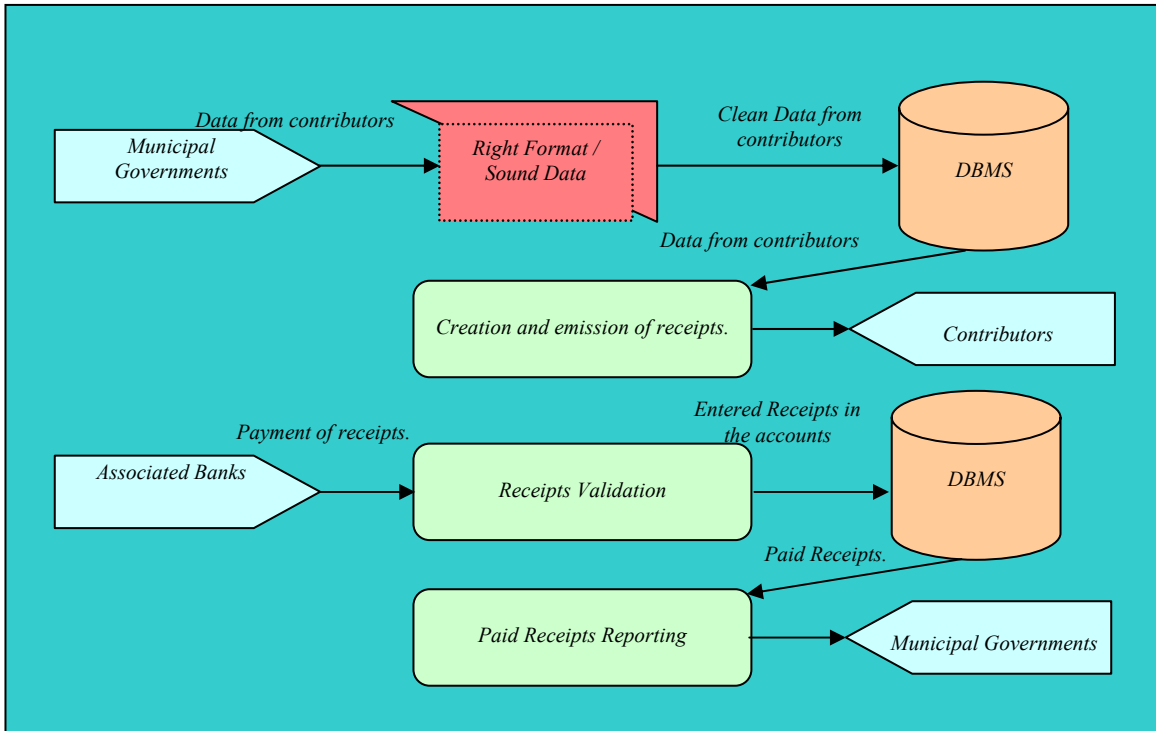 Data from contributors
Municipal
Governments
Right Format /
Sound Data
Clean Data from
contributors
DBMS
Data from contributors
Creation and emission of receipts.
Contributors
Payment of receipts.
Associated Banks
Receipts Validation
Entered Receipts in
the accounts
DBMS
Paid Receipts.
Paid Receipts Reporting
Municipal Governments